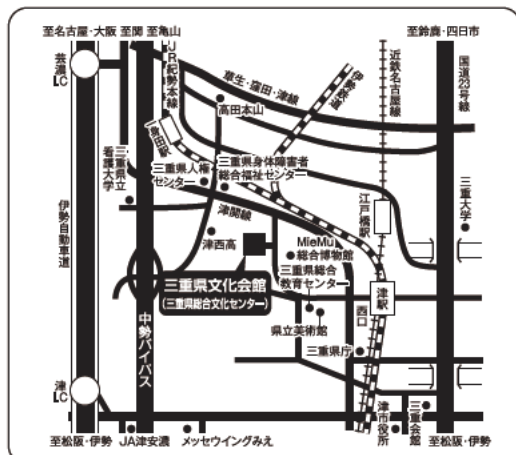 至名古屋・大阪
至関
至亀山
至鈴鹿・四日市
芸濃IC
JR紀勢本線
草生・窪田・津線
伊勢鉄道
近鉄名古屋線
国道23号線
高田本山
一身田駅
三重県立看護大学
三重県人権センター
三重県身体障害者
総合福祉センター
江戸橋駅
三重大学
津関線
伊勢自動車道
津西高
MieMu
総合博物館
三重県文化会館
(三重県総合文化センター)
三重県総合
教育センター
津駅
西口
県立美術館
中勢バイパス
三重県庁
津IC
津市役所
三重会館
至松阪・伊勢
JA津安濃
メッセウイングみえ
至松阪・伊勢